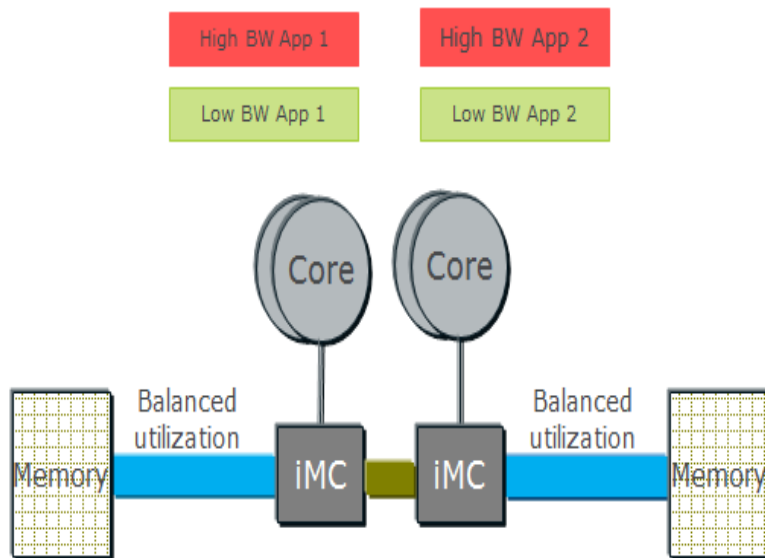 High BW App 1
High BW App 2
Low BW App 1
Low BW App 2
Core
Core
Balanced
utilization
Balanced
utilization
Memory
iMC
iMC
Memory